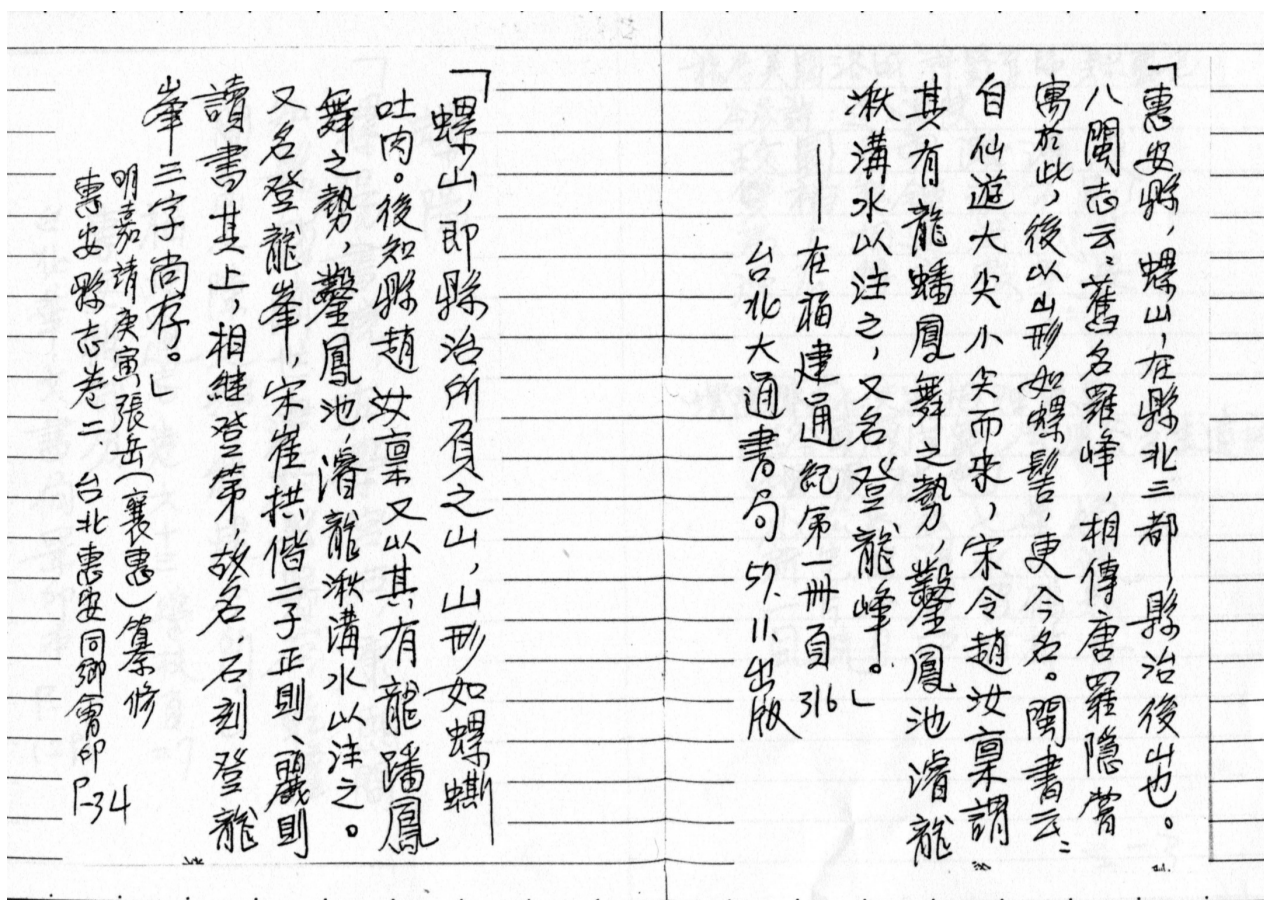 「惠安縣，螺山，在縣北三都，縣治後山也。
八閩志云：舊名羅峰，相傳唐羅隱嘗
寓於此，後以山形如螺髻，更今名。閩書云：
自仙遊大尖小尖而來，宋令趙汝禀謂
其有龍蟠鳳舞之勢，鑿鳳池濬龍
湫溝水以注之，又名登龍峰。」
——在福建通紀第一冊頁316
台北大通書局57.11.出版
「螺山，即縣治所負之山，山形如螺螄
吐肉。後知縣趙汝禀又以其有龍蹯鳳
舞之勢，鑿鳳池，濬龍湫溝水以注之。
又名登龍峯，宋崔拱偕二子正則、礪則
讀書其上，相継登第，故名，石刻登龍
峯三字尚存。」
明嘉靖庚寅張岳（襄惠）篡修
惠安縣志卷二 台北惠安同鄉會印P-34